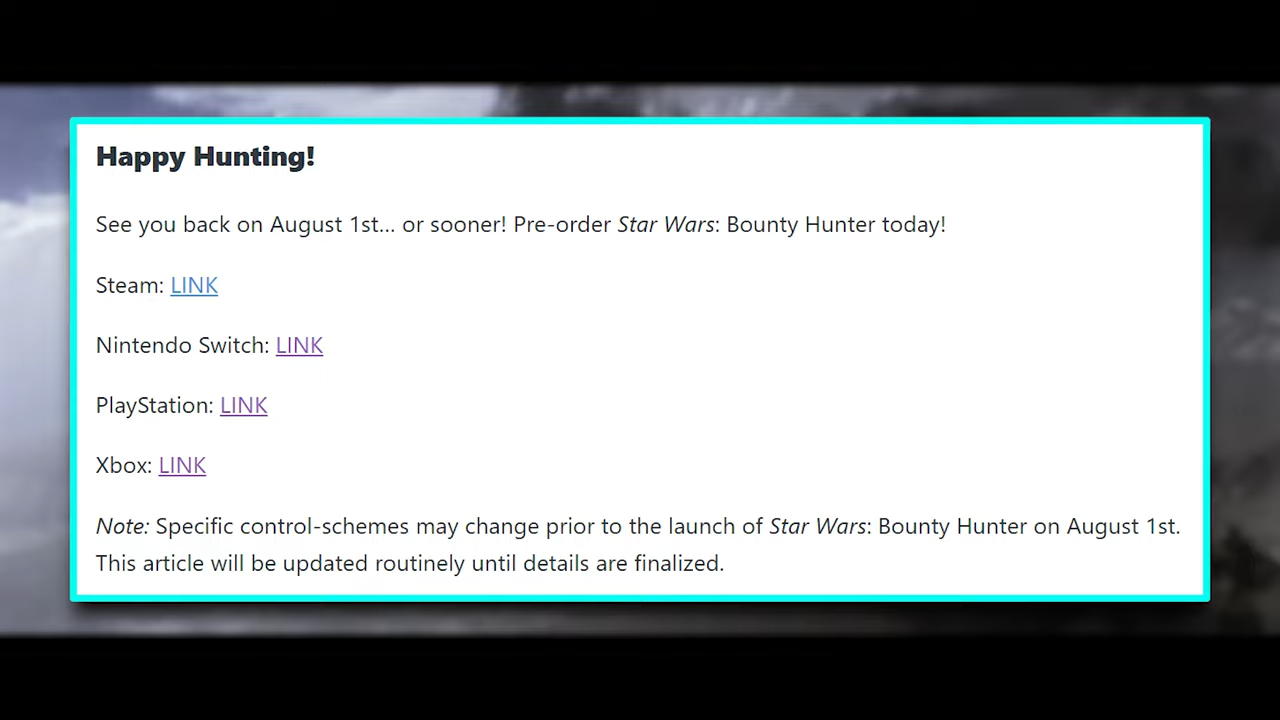 Happy Hunting!
See you back on August 1st... or sooner! Pre-order Star Wars: Bounty Hunter today!
Steam: LINK
Nintendo Switch: LINK
PlayStation: LINK
Xbox: LINK
Note: Specific control-schemes may change prior to the launch of Star Wars: Bounty Hunter on August 1st.
This article will be updated routinely until details are finalized.